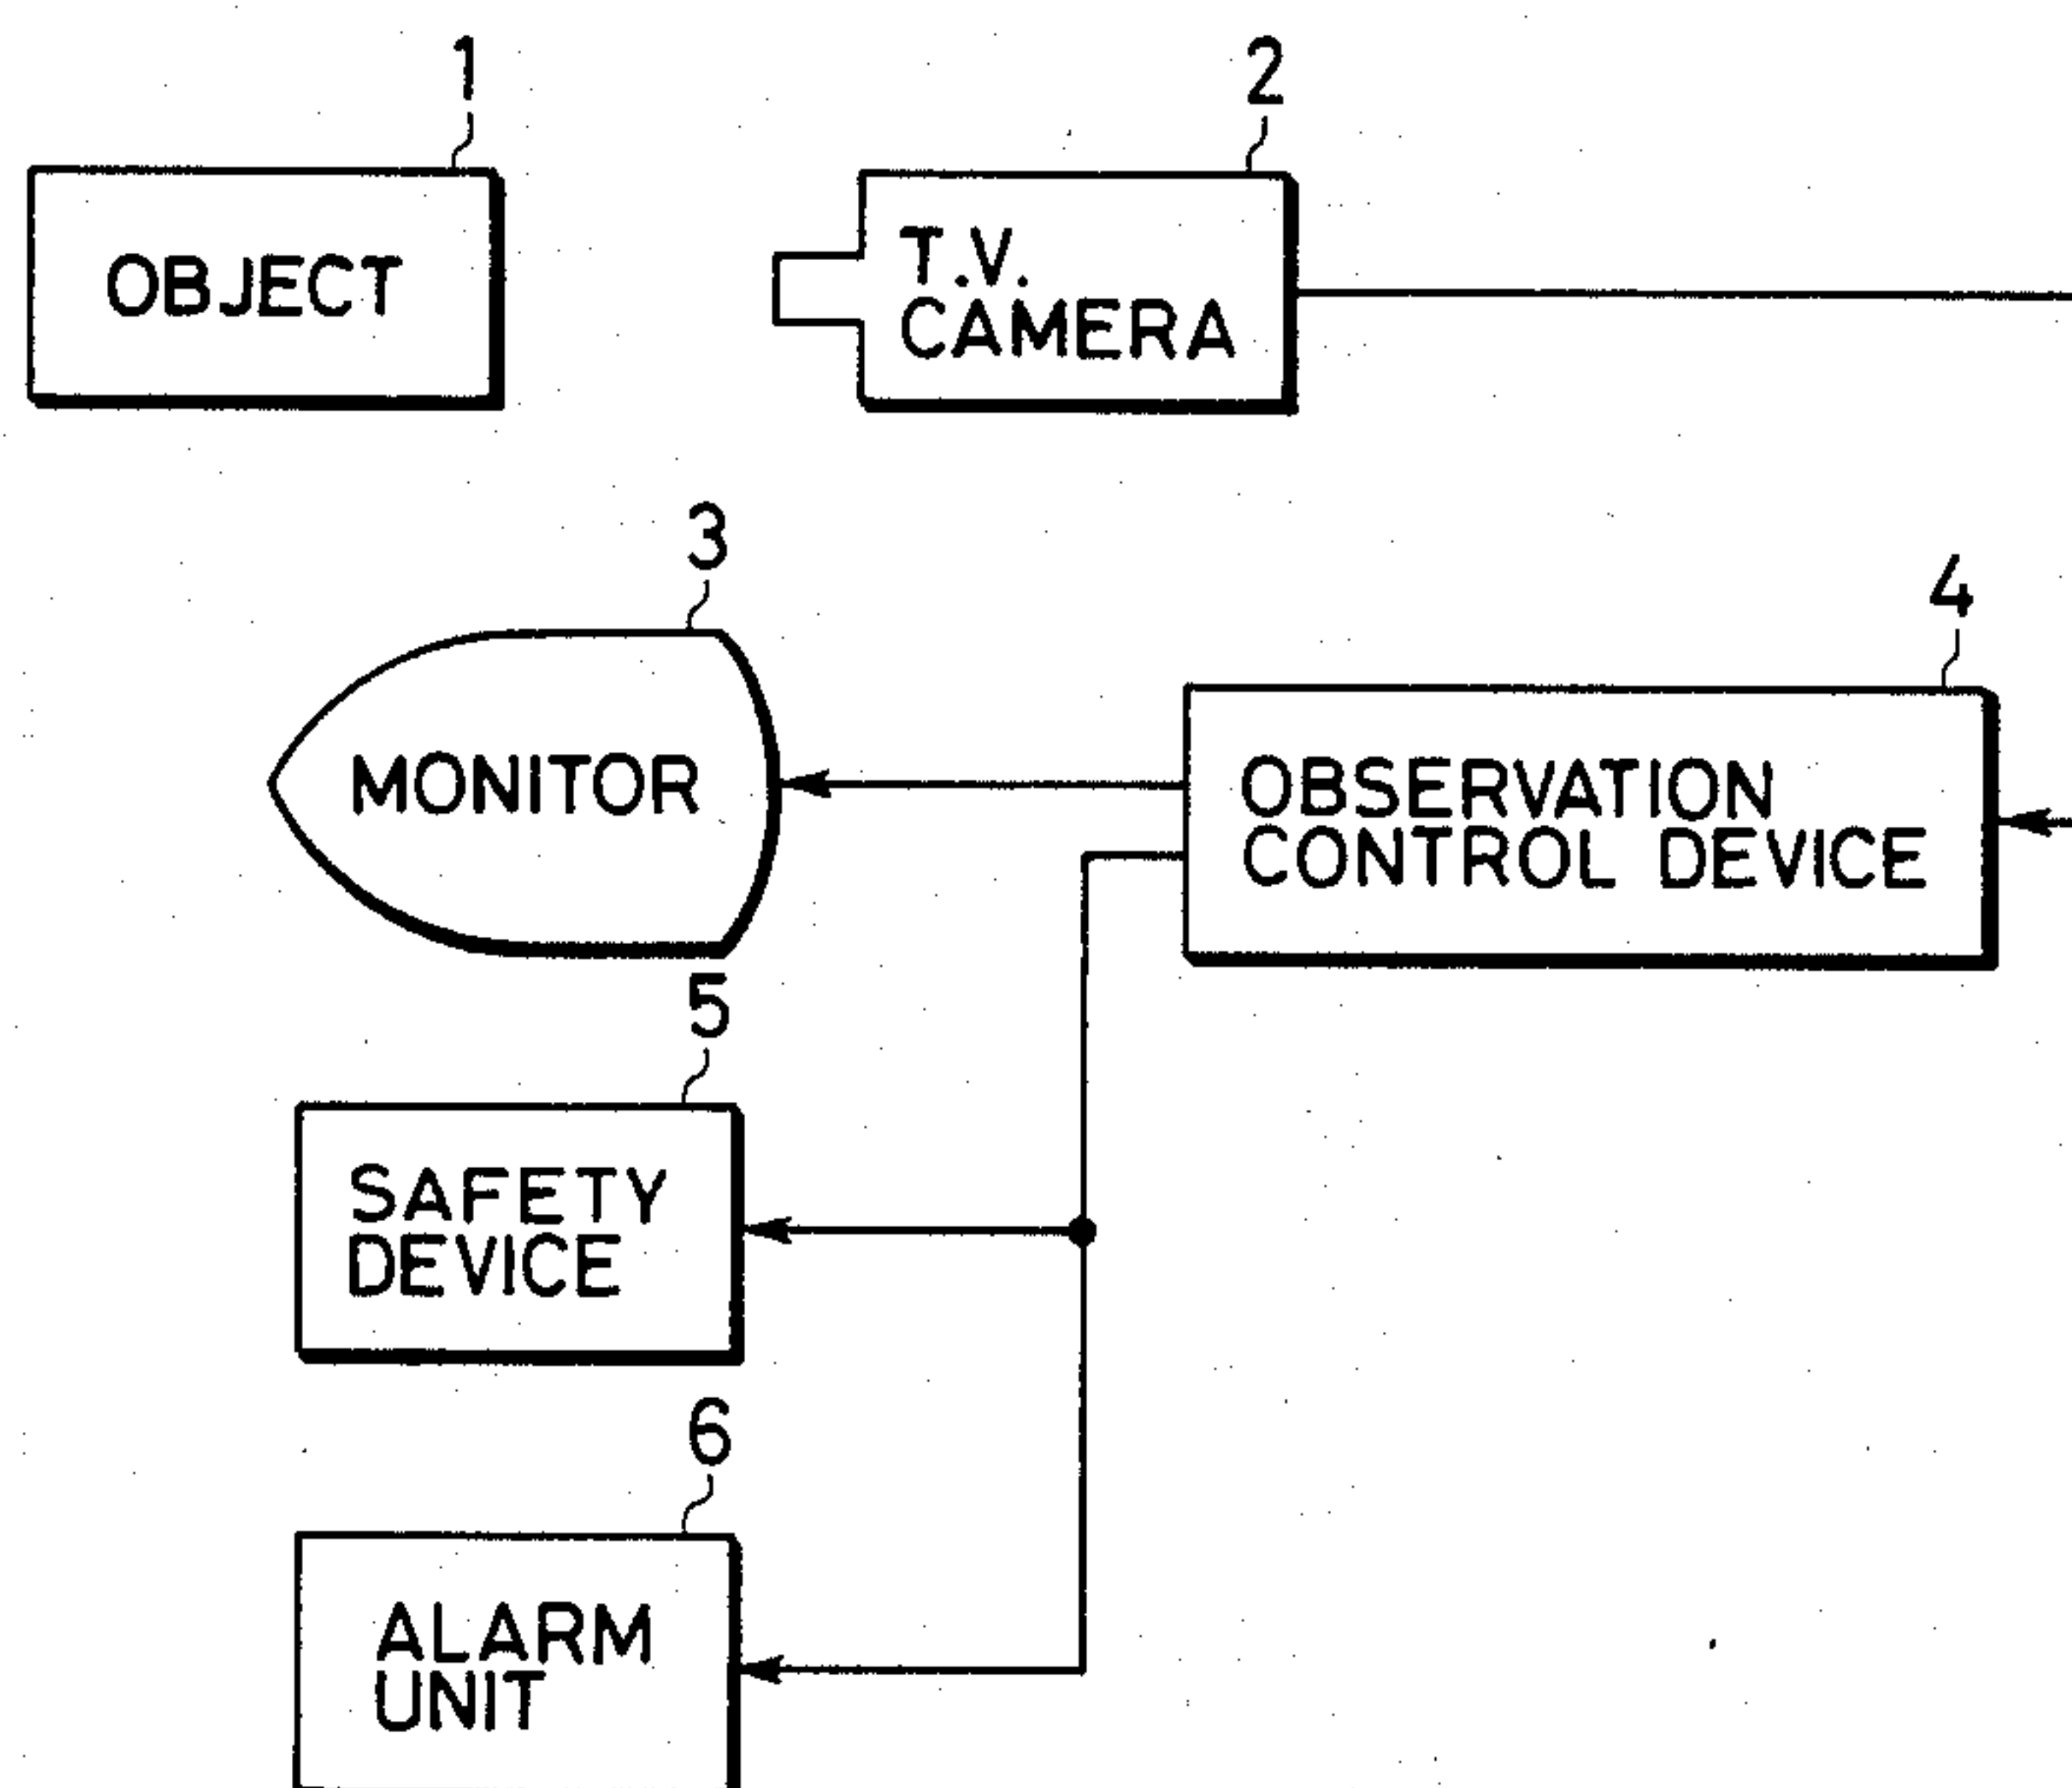 1
2
OBJECT
T.V.
CAMERA
3
4
MONITOR
OBSERVATION
CONTROL DEVICE
5
SAFETY
DEVICE
6
ALARM
UNIT